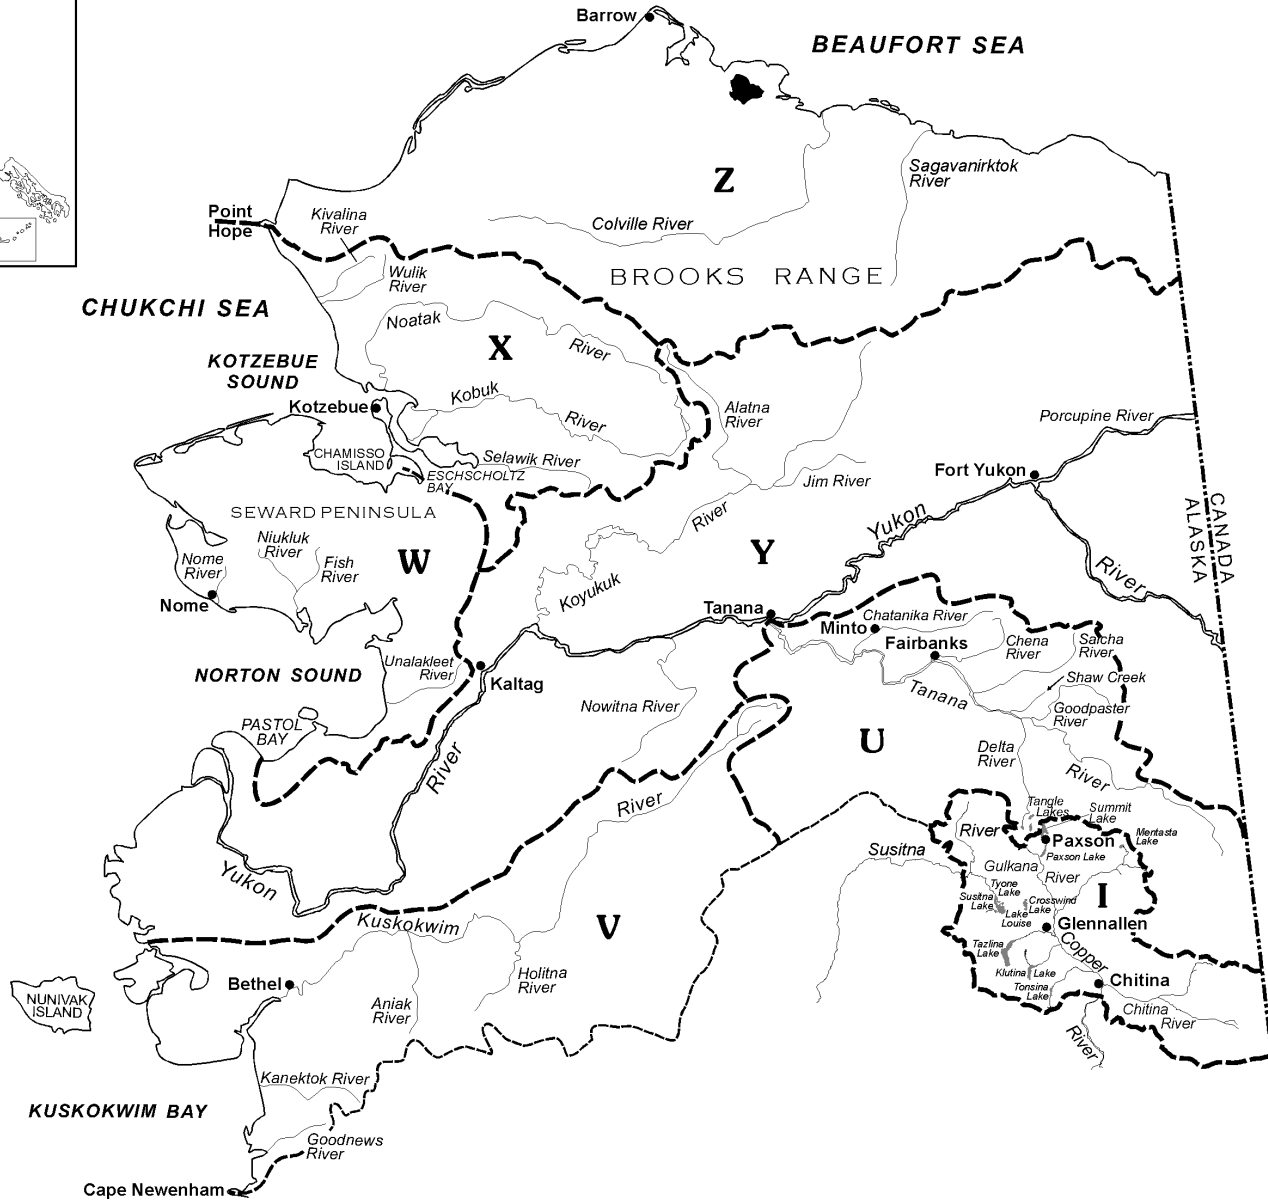 Barrow
BEAUFORT SEA
Z
Sagavanirktok
River
Point
Hope
Kivalina
River
Colville River
Wulik
River
BROOKS RANGE
CHUKCHI SEA
Noatak
River
X
KOTZEBUE
SOUND
Kotzebue
Kobuk
River
Alatna
River
Porcupine River
CHAMISSO
ISLAND
Selawik River
ESCHSCHOLTZ
BAY
Jim River
Fort Yukon
CANADA
ALASKA
SEWARD PENINSULA
River
Yukon
Niukluk
River
Nome
River
Fish
River
W
Y
Koyukuk
River
Nome
Tanana
Minto
Chatanika River
Fairbanks
Chena
River
Salcha
River
NORTON SOUND
Unalakleet
River
Kaltag
Shaw Creek
Nowitna River
Tanana
Goodpaster
River
PASTOL
BAY
U
Delta
River
River
River
River
Tangle
Lakes
Summit
Lake
River
Paxson
Mentasta
Lake
Susitna
Paxson Lake
Gulkana
River
Yukon
Tyone
Lake
Susitna
Lake
Crosswind
Lake
Lake
Louise
I
Kuskokwim
V
Glennallen
Copper
Tazlina
Lake
Klutina Lake
Holitna
River
Bethel
Chitina
Tonsina
Lake
NUNIVAK
ISLAND
Aniak
River
Chitina
River
River
Kanektok River
KUSKOKWIM BAY
Goodnews
River
Cape Newenham